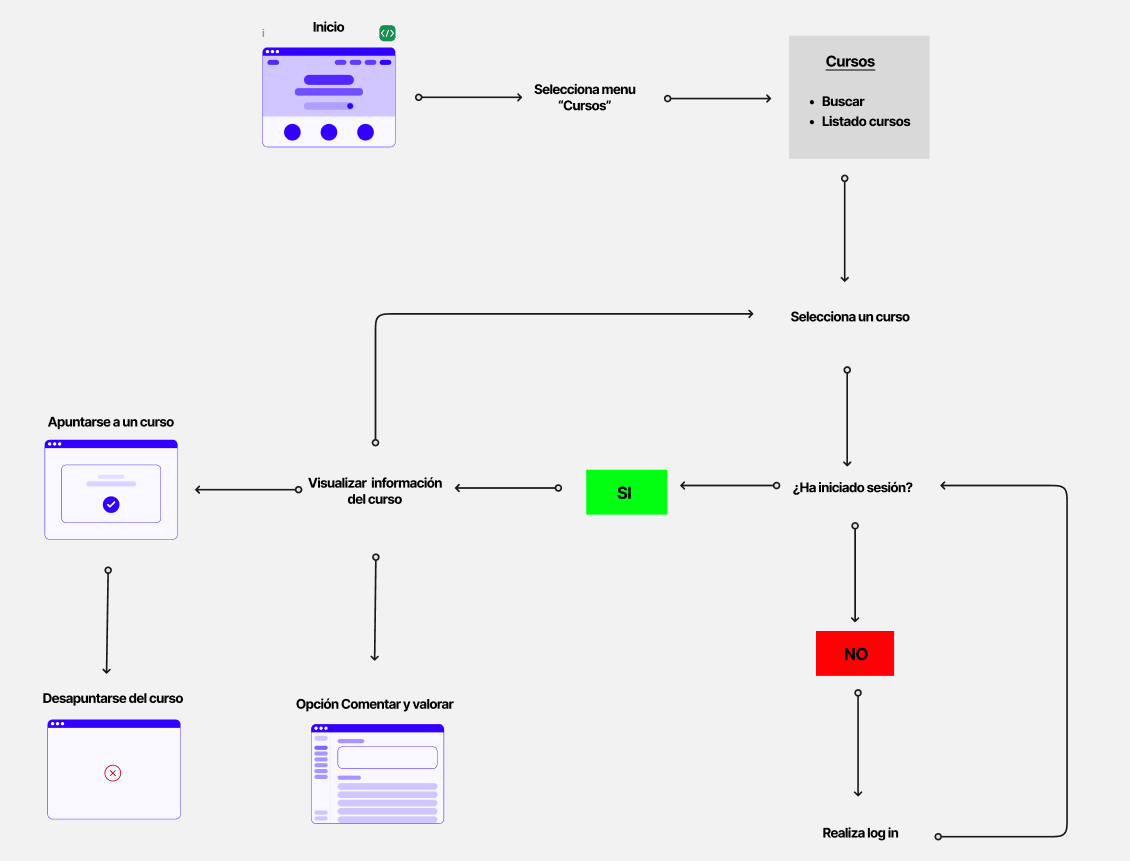 i
Inicio
</>
Selecciona menu
“Cursos”
Cursos
• Buscar
• Listado cursos
Selecciona un curso
Apuntarse a un curso
Visualizar información
del curso
SI
¿Ha iniciado sesión?
NO
Desapuntarse del curso
Opción Comentar y valorar
Realiza log in